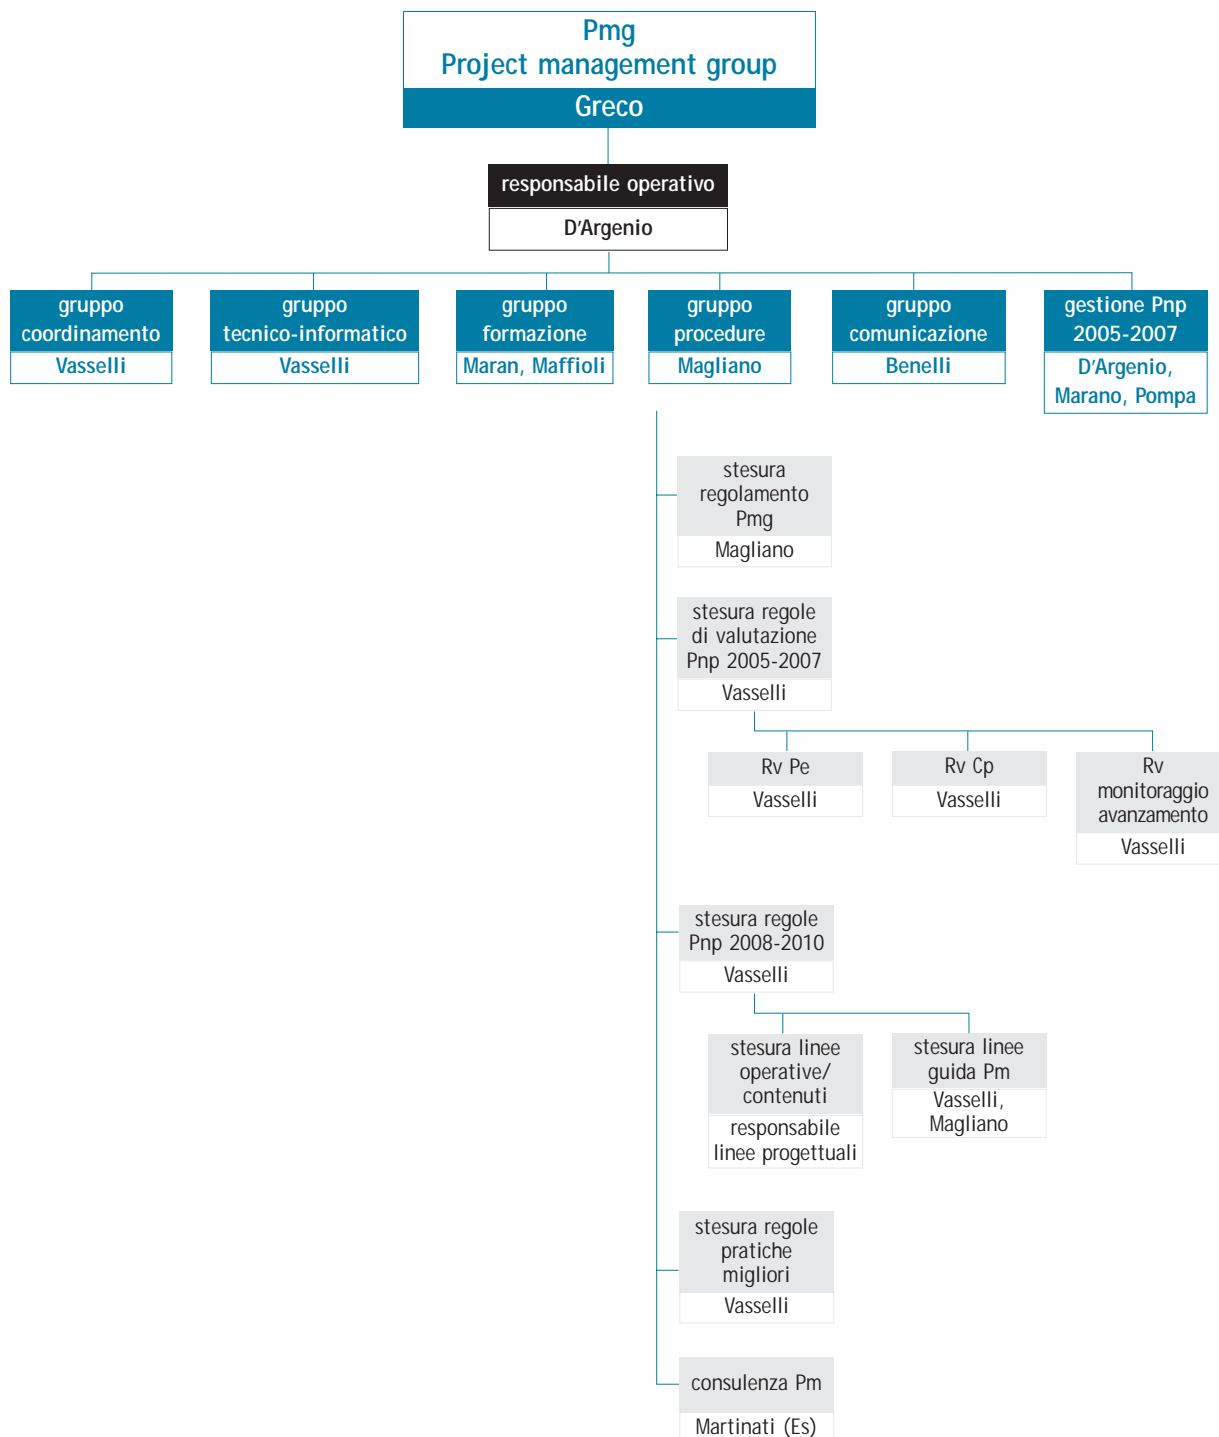 Pmg
Project management group
Greco
responsabile operativo
D'Argenio
gruppo
coordinamento
Vasselli
gruppo
tecnico-informatico
Vasselli
gruppo
formazione
Maran, Maffioli
gruppo
procedure
Magliano
gruppo
comunicazione
Benelli
gestione Pnp
2005-2007
D'Argenio,
Marano, Pompa
stesura
regolamento
Pmg
Magliano
stesura regole
di valutazione
Pnp 2005-2007
Vasselli
Rv Pe
Vasselli
Rv Cp
Vasselli
Rv
monitoraggio
avanzamento
Vasselli
stesura regole
Pnp 2008-2010
Vasselli
stesura linee
operative/
contenuti
responsabile
linee progettuali
stesura linee
guida Pm
Vasselli,
Magliano
stesura regole
pratiche
migliori
Vasselli
consulenza Pm
Martinati (Es)